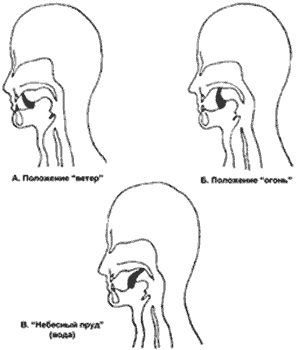 А. Положение "ветер"
Б. Положение "огонь"
В. "Небесный пруд"
(вода)